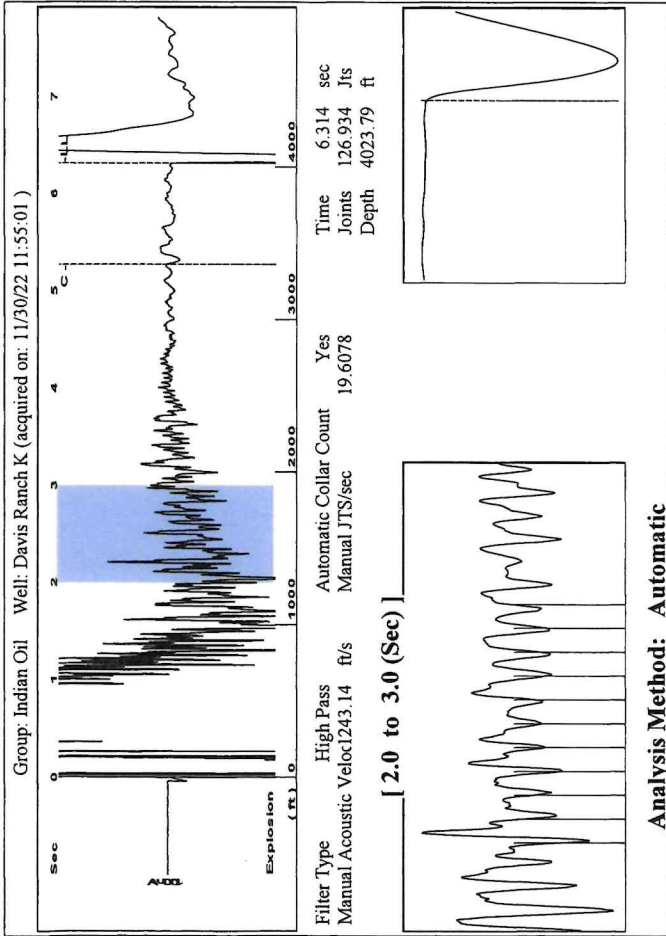 Group: Indian Oil Well: Davis Ranch K (acquired on: 11/30/22 11:55:01 )
Sec 0 1 2 3 4 5 6 7
C
Explosion
(ft) 0 1000 2000 3000 4000
Filter Type High Pass Automatic Collar Count Yes Time 6.314 sec
Manual Acoustic Veloc1243.14 ft/s Manual JTS/sec 19.6078 Joints 126.934 Jts
Depth 4023.79 ft
[ 2.0 to 3.0 (Sec) ]
Analysis Method: Automatic